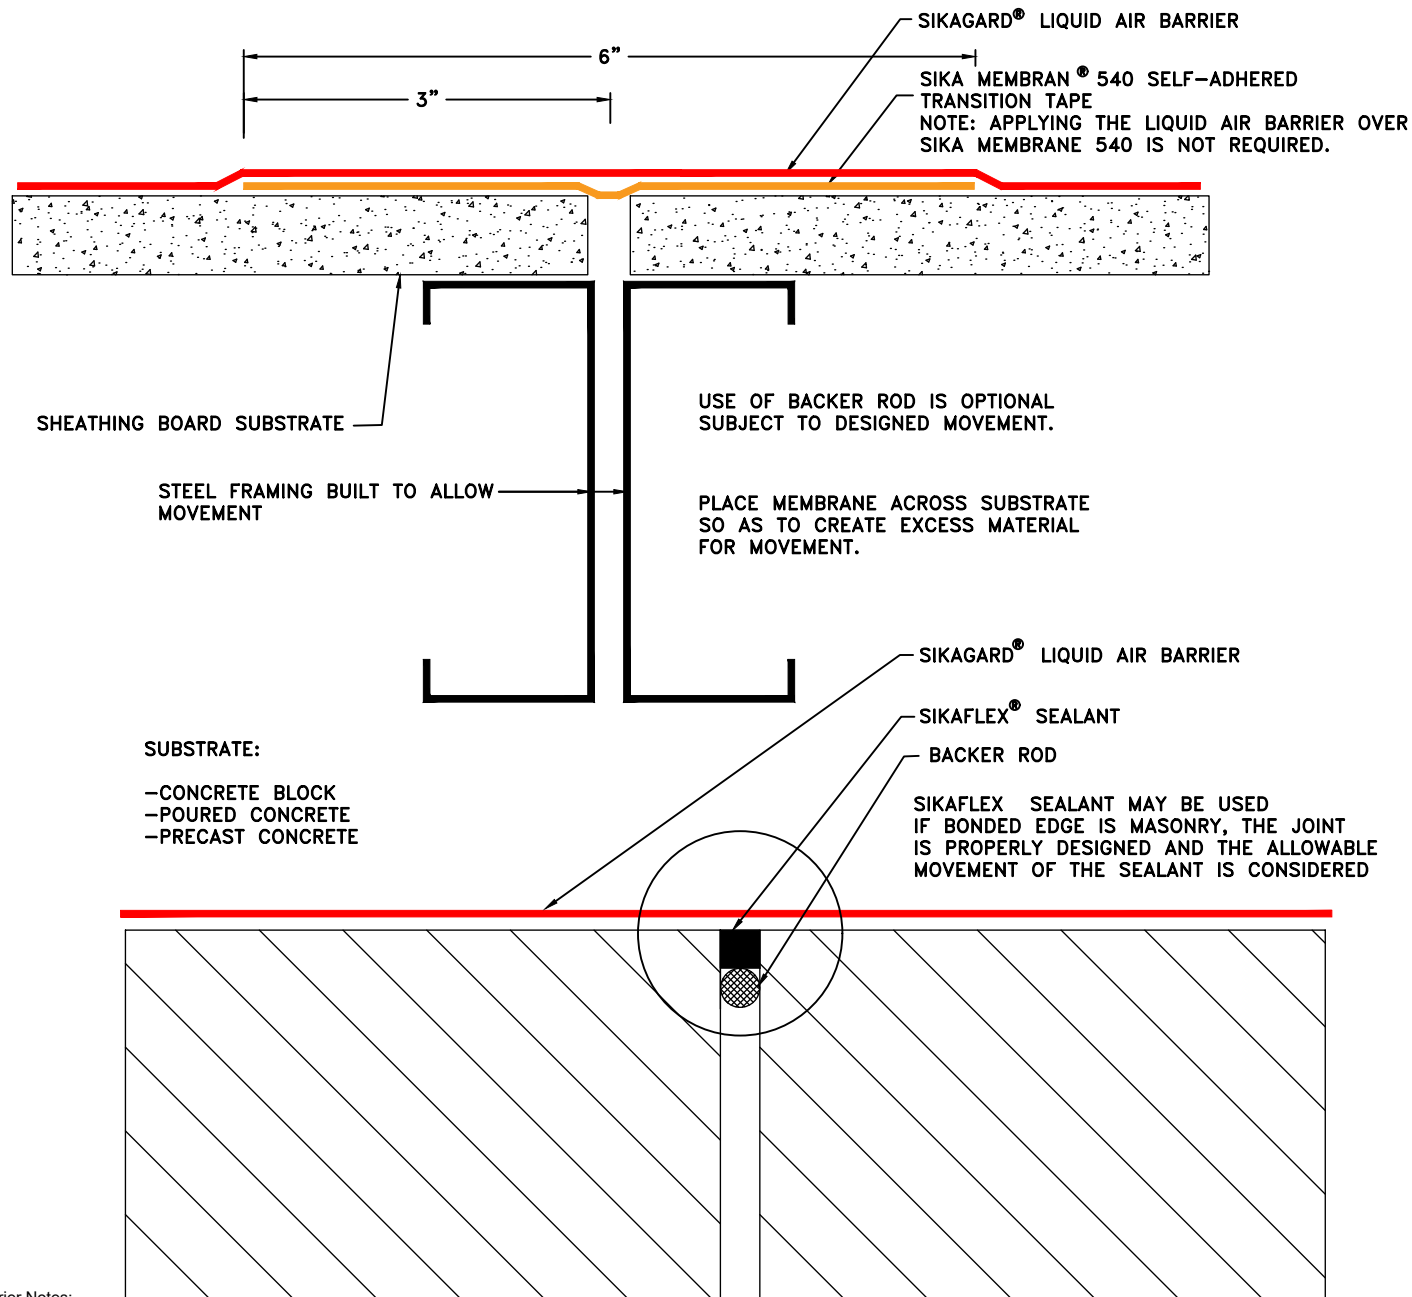 SIKAGARD® LIQUID AIR BARRIER
6"
SIKA MEMBRAN® 540 SELF-ADHERED
TRANSITION TAPE
NOTE: APPLYING THE LIQUID AIR BARRIER OVER
SIKA MEMBRANE 540 IS NOT REQUIRED.
3"
SHEATHING BOARD SUBSTRATE
USE OF BACKER ROD IS OPTIONAL
SUBJECT TO DESIGNED MOVEMENT.
STEEL FRAMING BUILT TO ALLOW
MOVEMENT
PLACE MEMBRANE ACROSS SUBSTRATE
SO AS TO CREATE EXCESS MATERIAL
FOR MOVEMENT.
SIKAGARD® LIQUID AIR BARRIER
SIKAFLEX® SEALANT
BACKER ROD
SUBSTRATE:
-CONCRETE BLOCK
-POURED CONCRETE
-PRECAST CONCRETE
SIKAFLEX SEALANT MAY BE USED
IF BONDED EDGE IS MASONRY, THE JOINT
IS PROPERLY DESIGNED AND THE ALLOWABLE
MOVEMENT OF THE SEALANT IS CONSIDERED
Notes: